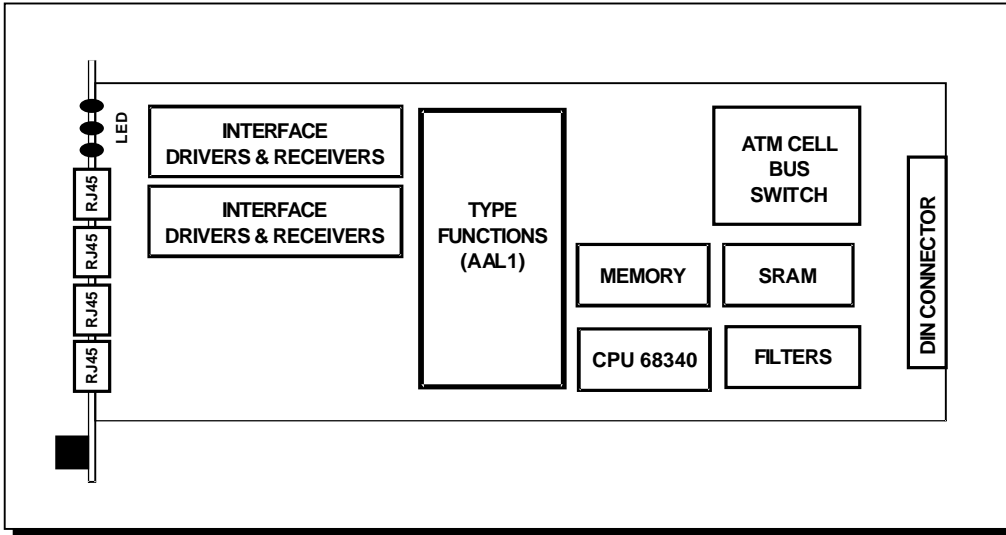 LED
RJ45
RJ45
RJ45
RJ45
INTERFACE
DRIVERS & RECEIVERS
INTERFACE
DRIVERS & RECEIVERS
TYPE
FUNCTIONS
(AAL1)
ATM CELL
BUS
SWITCH
MEMORY
SRAM
CPU 68340
FILTERS
DIN CONNECTOR